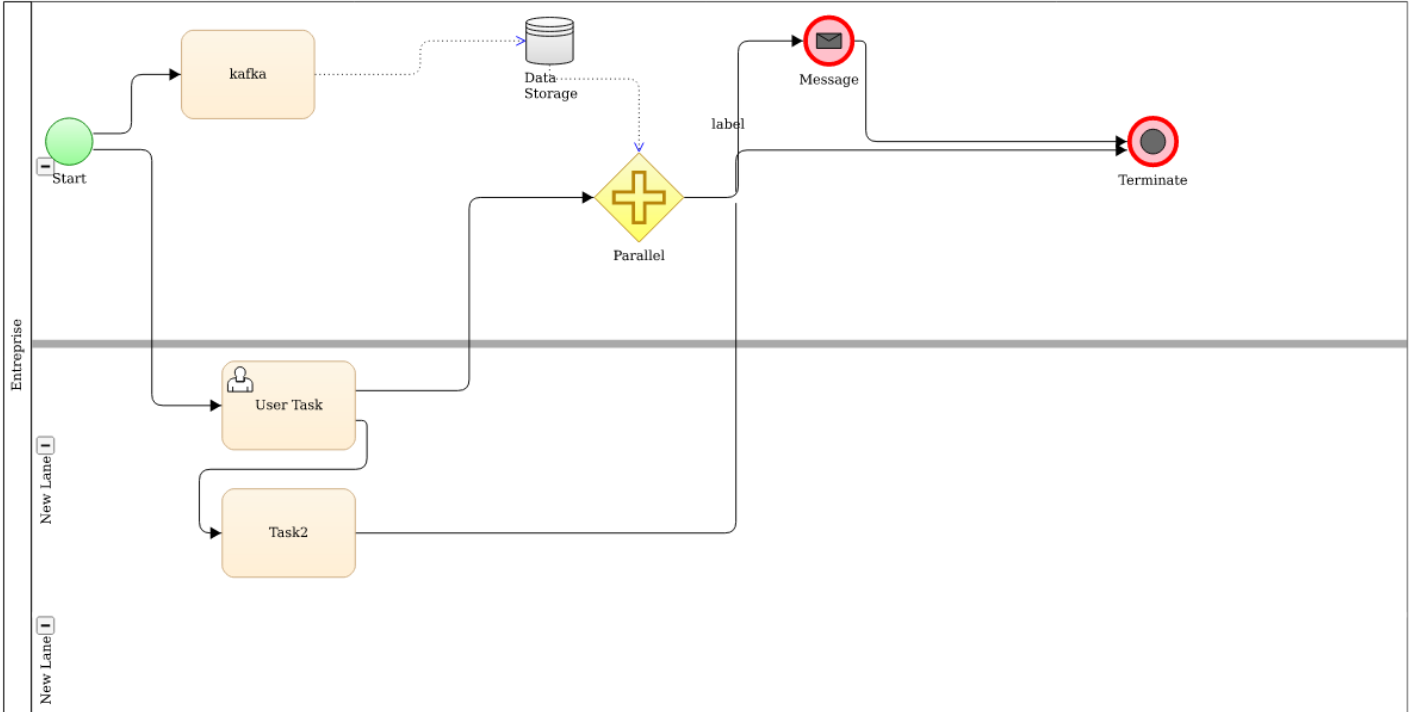 kafka
Data
Storage
Message
label
Start
Terminate
Parallel
Entreprise
User Task
New Lane
Task2
New Lane